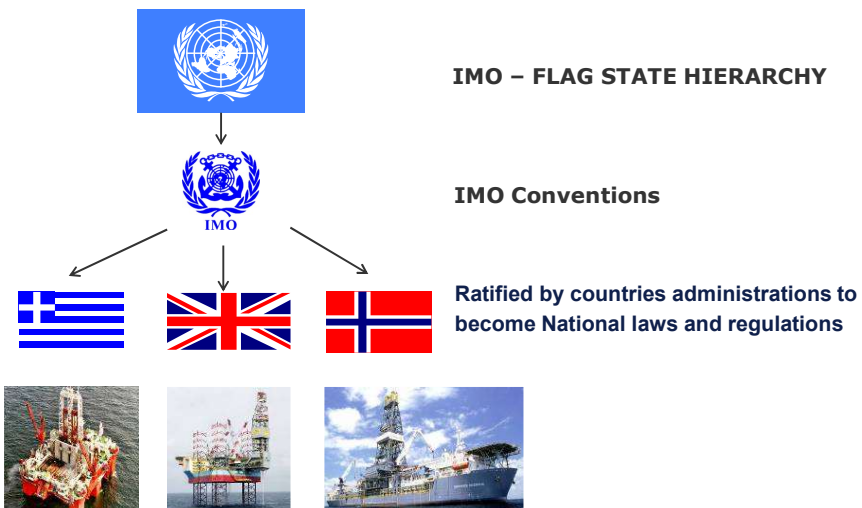 IMO – FLAG STATE HIERARCHY
IMO
IMO Conventions
Ratified by countries administrations to
become National laws and regulations